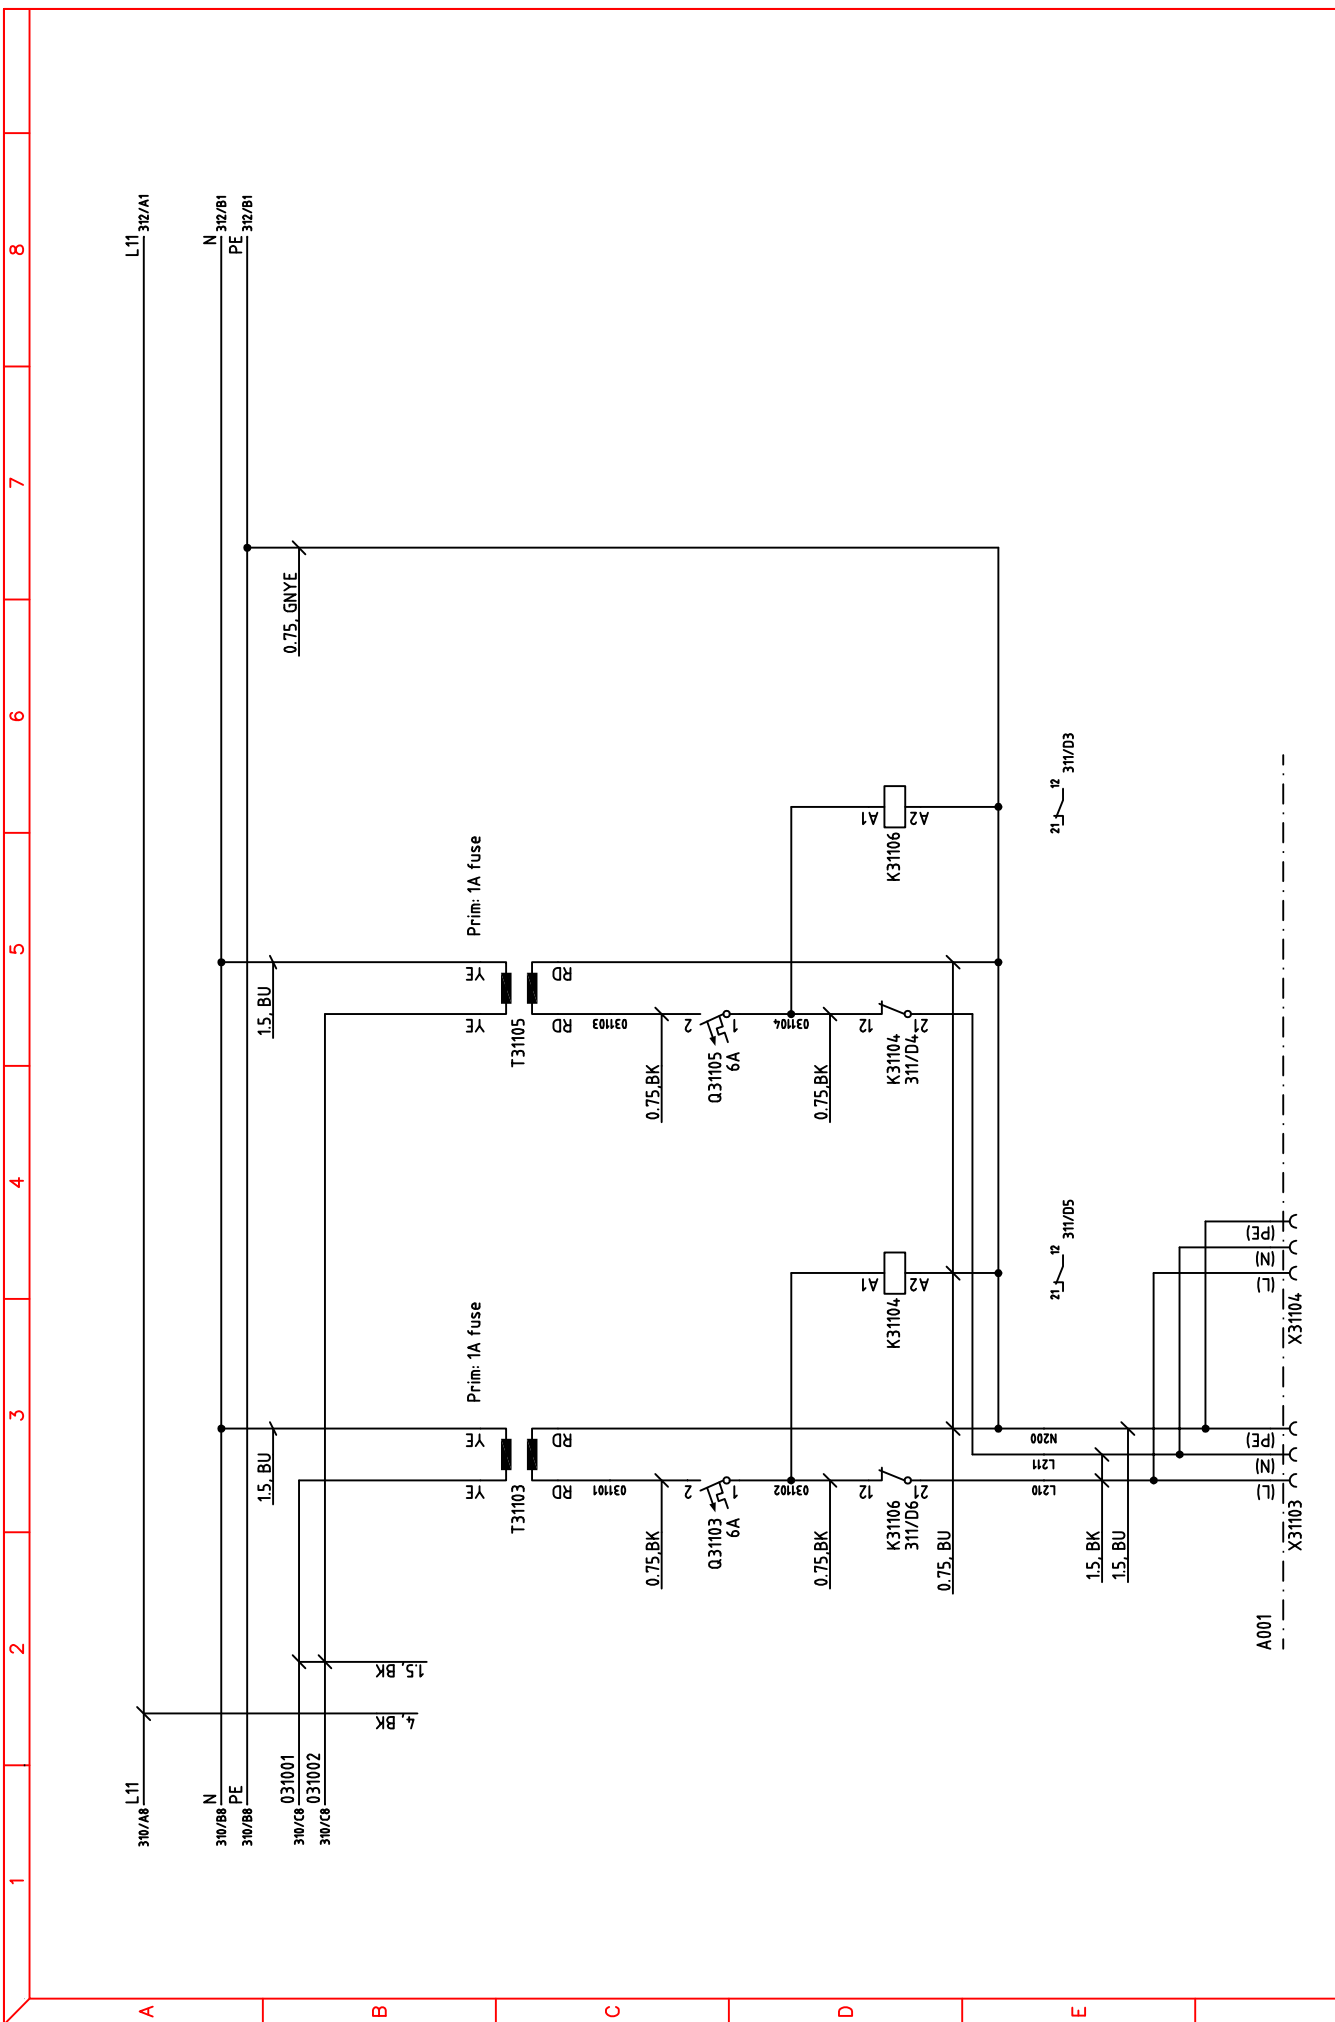 1
2
3
4
5
6
7
8
A
B
C
D
E
L11
310/A8
L11
312/A1
N
310/B8
N
312/B1
PE
310/B8
PE
312/B1
031001
310/C8
031002
310/C8
4, BK
1.5, BK
1.5, BU
1.5, BU
0.75, GNYE
YE
YE
Prim: 1A fuse
T31103
RD
RD
YE
YE
Prim: 1A fuse
T31105
RD
RD
031101
0.75,BK
031103
0.75,BK
2
Q31103
6A
1
2
Q31105
6A
1
031102
0.75,BK
031104
0.75,BK
12
K31106
311/D6
21
A1
K31104
A2
12
K31104
311/D4
21
A1
K31106
A2
0.75, BU
L210
L211
N200
21
12
311/D5
21
12
311/D3
1.5, BK
1.5, BU
A001
X31103
(L)
(N)
(PE)
X31104
(L)
(N)
(PE)